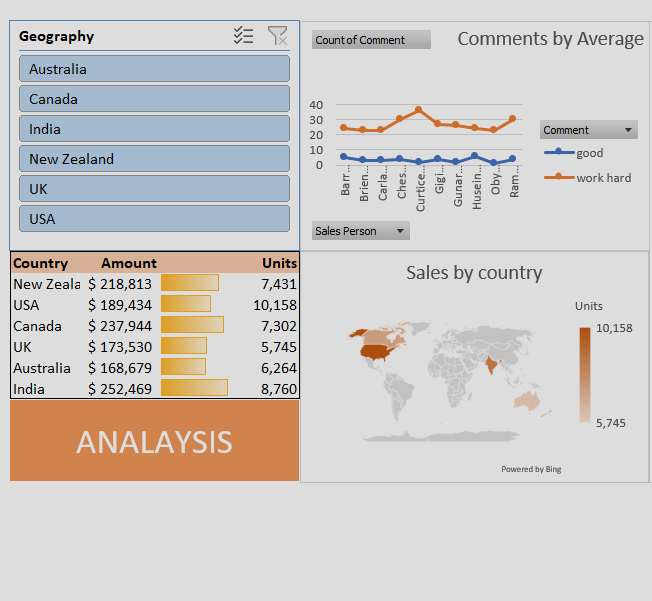 Geography
Australia
Canada
India
New Zealand
UK
USA
Count of Comment
Comments by Average
40
30
20
10
0
Barr...
Brien...
Carla...
Ches...
Curtice...
Gigi...
Gunar...
Husein...
Oby...
Ram...
Comment
good
work hard
Sales Person
Country Amount Units
New Zeala $ 218,813 7,431
USA $ 189,434 10,158
Canada $ 237,944 7,302
UK $ 173,530 5,745
Australia $ 168,679 6,264
India $ 252,469 8,760
ANALAYSIS
Sales by country
Units
10,158
5,745
Powered by Bing